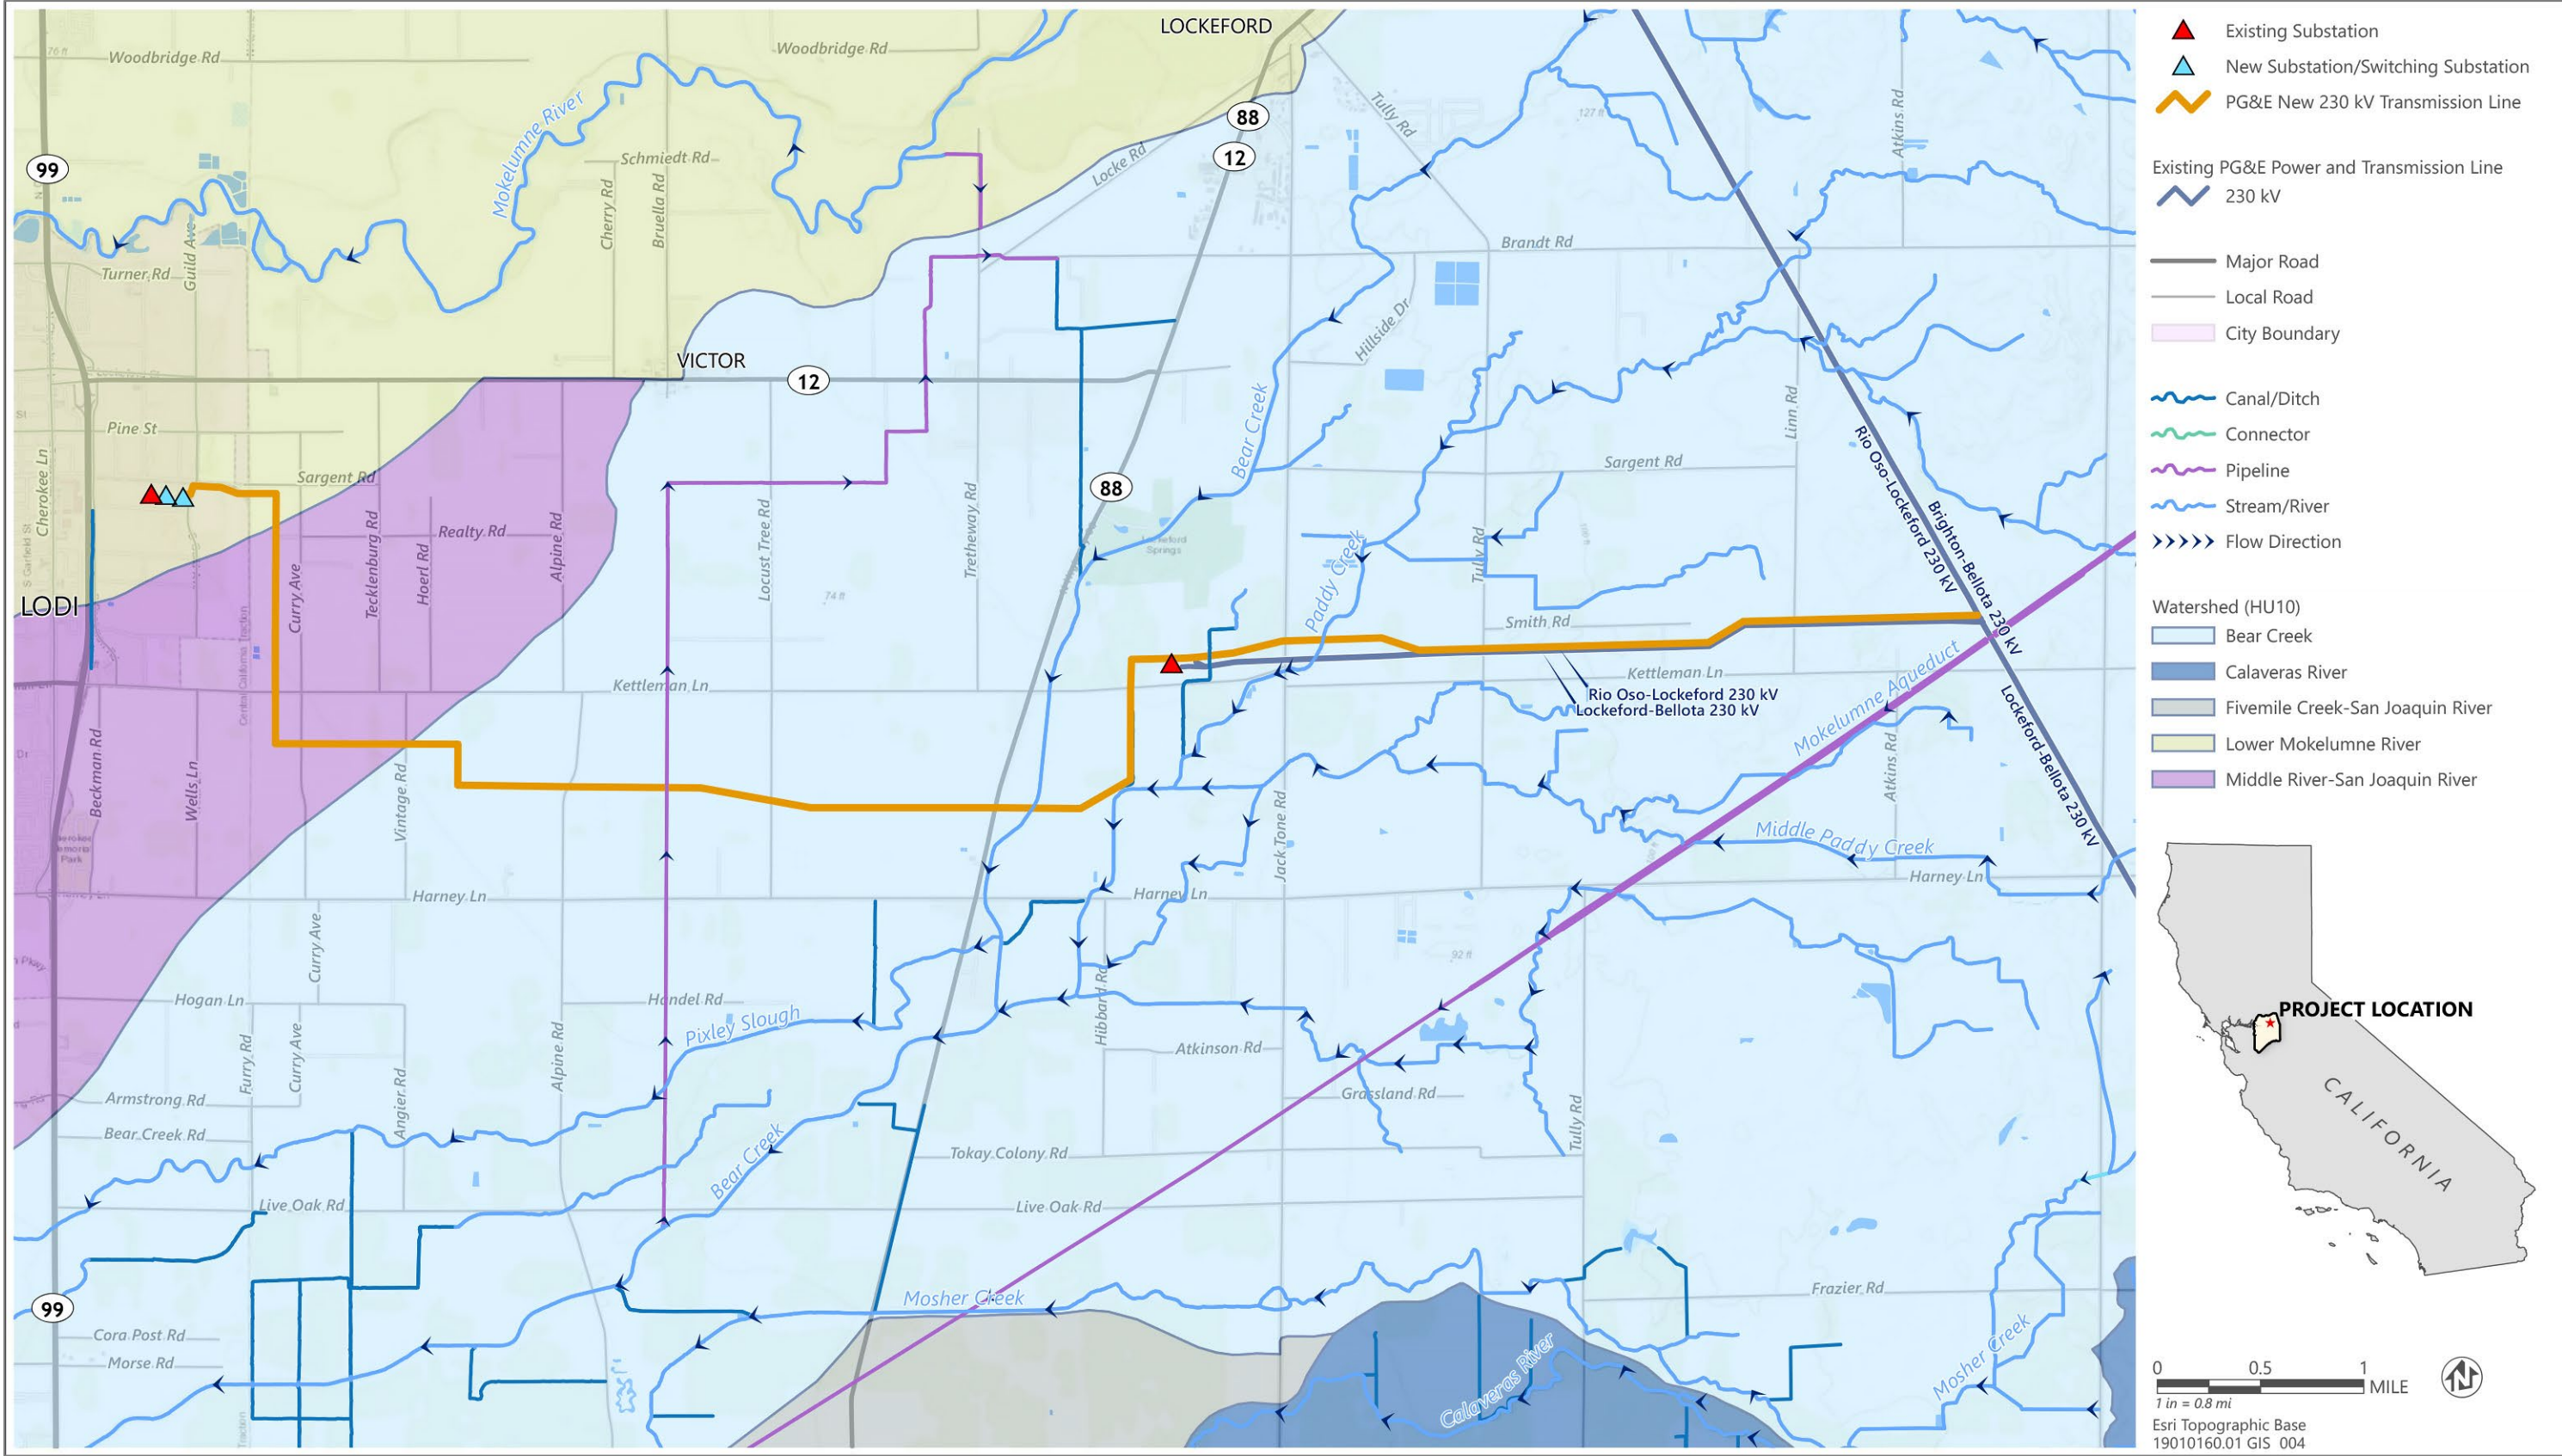 LOCKEFORD
76 ft
Woodbridge Rd
Woodbridge Rd
Mokelumne River
Tully Rd
127 ft
Atkins Rd
88
12
99
Schmiedt Rd
Locke Rd
Cherry Rd
Bruella Rd
Guild Ave
Turner Rd
Brandt Rd
Hillside Dr
VICTOR
12
Pine St
Bear Creek
Linn Rd
Cherokee Ln
Sargent Rd
Sargent Rd
88
Rio Oso-Lockeford 230 kV
Brighton-Bellota 230 kV
Realty Rd
Tecklenburg Rd
Hoerl Rd
Alpine Rd
Locust Tree Rd
Tretheway Rd
Lockeford
Springs
Paddy Creek
Tully Rd
100 ft
S Garfield St
Curry Ave
74 ft
LODI
Central California Traction
Smith Rd
Kettleman Ln
Kettleman Ln
Rio Oso-Lockeford 230 kV
Lockeford-Bellota 230 kV
Mokelumne Aqueduct
Lockeford-Bellota 230 kV
Beckman Rd
Wells Ln
Vintage Rd
Atkins Rd
Jack Tone Rd
Middle Paddy Creek
Harney Ln
Harney Ln
Harney Ln
Curry Ave
92 ft
Hogan Ln
Handel Rd
Pixley Slough
Hibbard Rd
Atkinson Rd
Furry Rd
Curry Ave
Alpine Rd
Angier Rd
Armstrong Rd
Grassland Rd
Tully Rd
Bear Creek Rd
Bear Creek
Tokay Colony Rd
Live Oak Rd
Live Oak Rd
99
Mosher Creek
Frazier Rd
Cora Post Rd
Morse Rd
Calaveras River
Mosher Creek
Existing Substation
New Substation/Switching Substation
PG&E New 230 kV Transmission Line
Existing PG&E Power and Transmission Line
230 kV
Major Road
Local Road
City Boundary
Canal/Ditch
Connector
Pipeline
Stream/River
Flow Direction
Watershed (HU10)
Bear Creek
Calaveras River
Fivemile Creek-San Joaquin River
Lower Mokelumne River
Middle River-San Joaquin River
PROJECT LOCATION
CALIFORNIA
0 0.5 1
MILE
1 in = 0.8 mi
Esri Topographic Base
19010160.01 GIS 004
N